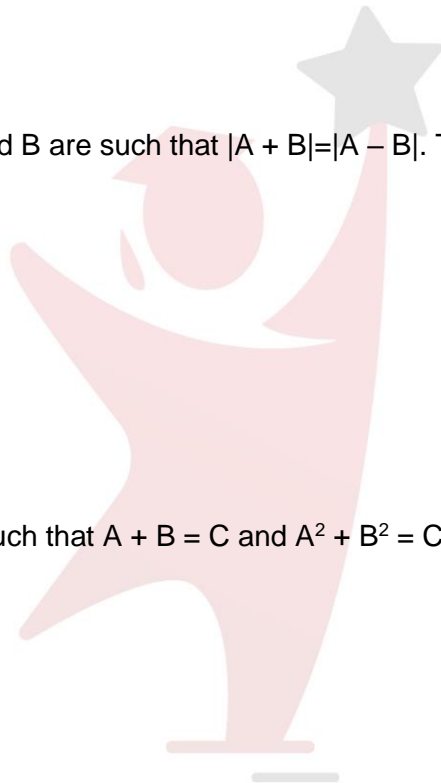 d B are such that |A + B|=|A – B|.
uch that A + B = C and A² + B² = C